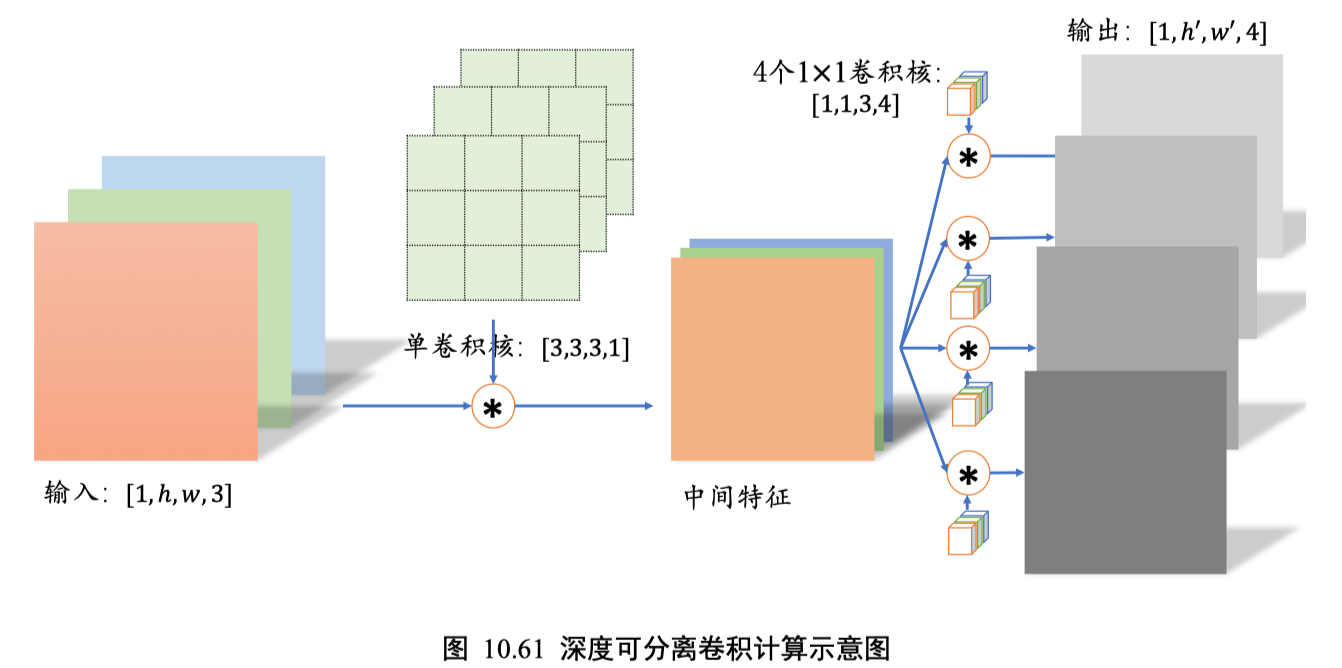 输出：[1, h′, w′, 4]
4个1×1卷积核：
[1,1,3,4]
单卷积核：[3,3,3,1]
输入：[1, h, w, 3]
中间特征
图 10.61 深度可分离卷积计算示意图